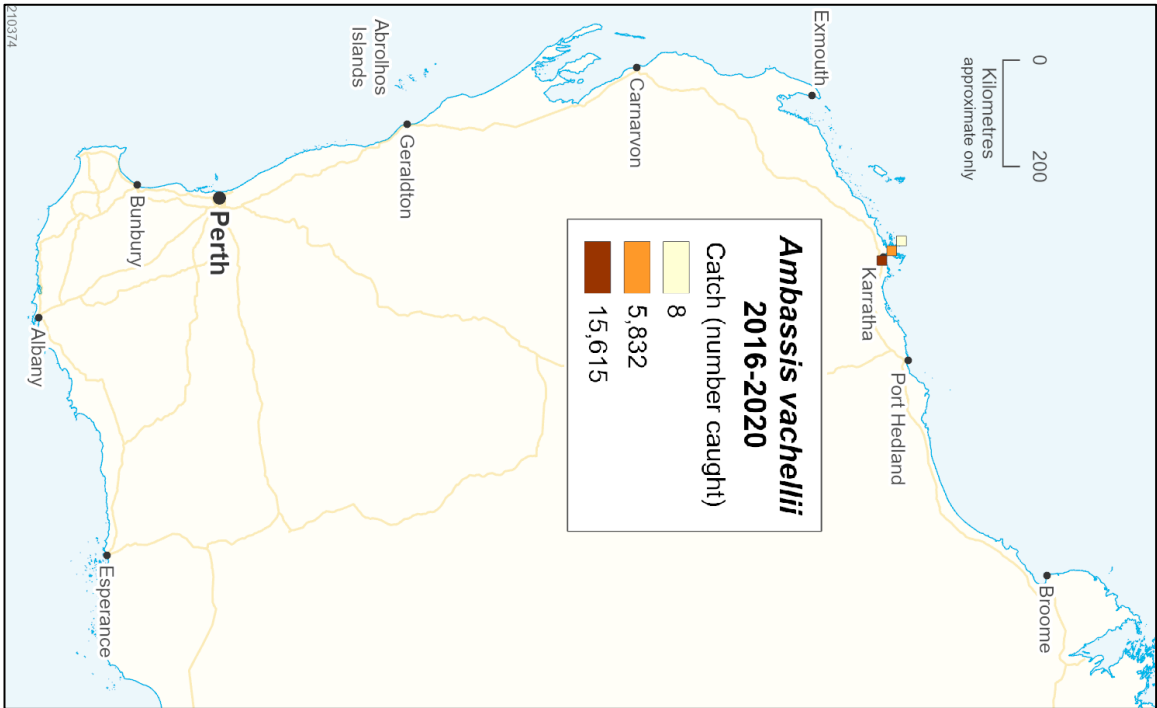 Ambassis vachellii
2016-2020
Catch (number caught)
8
5,832
15,615
0
200
Kilometres
approximate only
Broome
Port Hedland
Karratha
Exmouth
Carnarvon
Abrolhos
Islands
Geraldton
Perth
Bunbury
Albany
Esperance
210374